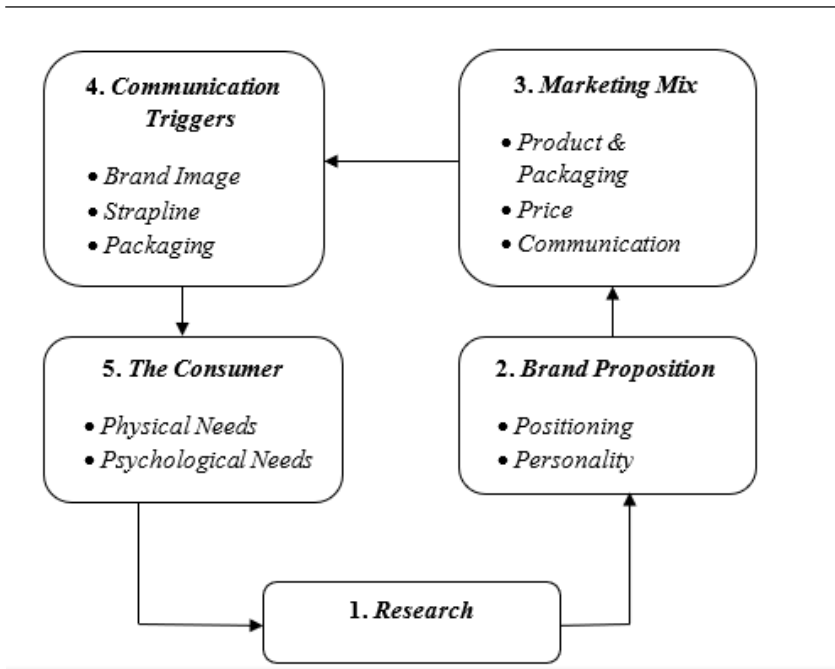 4. Communication
Triggers
• Brand Image
• Strapline
• Packaging
3. Marketing Mix
• Product &
Packaging
• Price
• Communication
5. The Consumer
• Physical Needs
• Psychological Needs
2. Brand Proposition
• Positioning
• Personality
1. Research